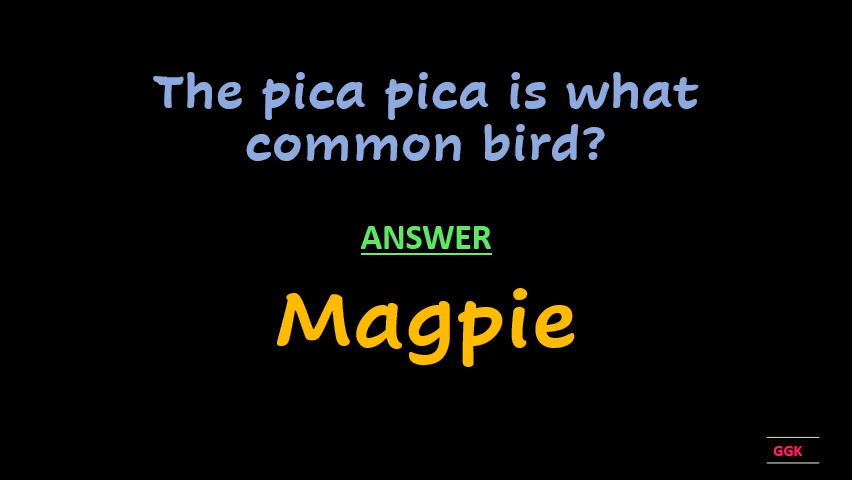 The pica pica is what
common bird?
ANSWER
Magpie
GGK